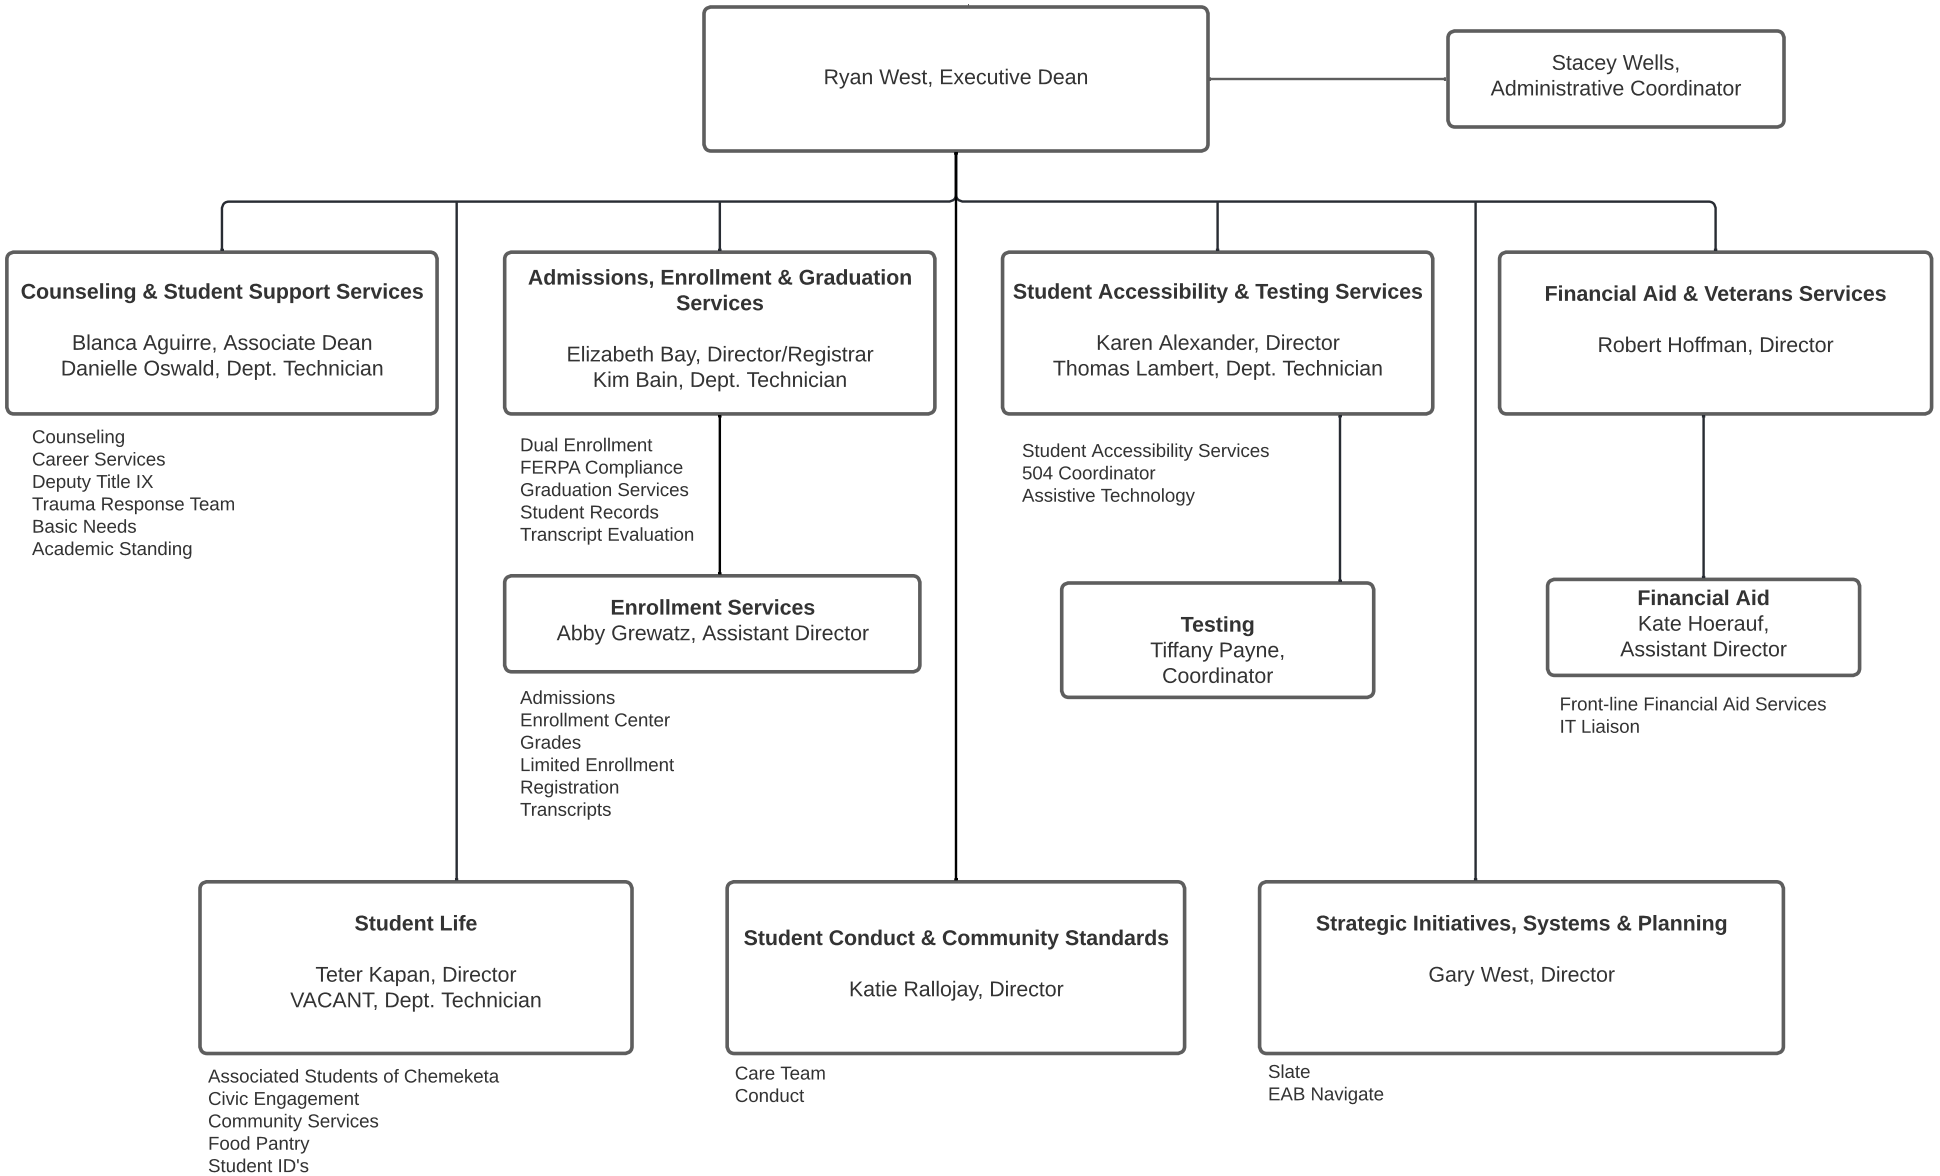 Ryan West, Executive Dean
Stacey Wells,
Administrative Coordinator
Counseling & Student Support Services
Blanca Aguirre, Associate Dean
Danielle Oswald, Dept. Technician
Counseling
Career Services
Deputy Title IX
Trauma Response Team
Basic Needs
Academic Standing
Admissions, Enrollment & Graduation
Services
Elizabeth Bay, Director/Registrar
Kim Bain, Dept. Technician
Dual Enrollment
FERPA Compliance
Graduation Services
Student Records
Transcript Evaluation
Enrollment Services
Abby Grewatz, Assistant Director
Admissions
Enrollment Center
Grades
Limited Enrollment
Registration
Transcripts
Student Accessibility & Testing Services
Karen Alexander, Director
Thomas Lambert, Dept. Technician
Student Accessibility Services
504 Coordinator
Assistive Technology
Testing
Tiffany Payne,
Coordinator
Financial Aid & Veterans Services
Robert Hoffman, Director
Financial Aid
Kate Hoerauf,
Assistant Director
Front-line Financial Aid Services
IT Liaison
Student Life
Teter Kapan, Director
VACANT, Dept. Technician
Associated Students of Chemeketa
Civic Engagement
Community Services
Food Pantry
Student ID's
Student Conduct & Community Standards
Katie Rallojay, Director
Care Team
Conduct
Strategic Initiatives, Systems & Planning
Gary West, Director
Slate
EAB Navigate